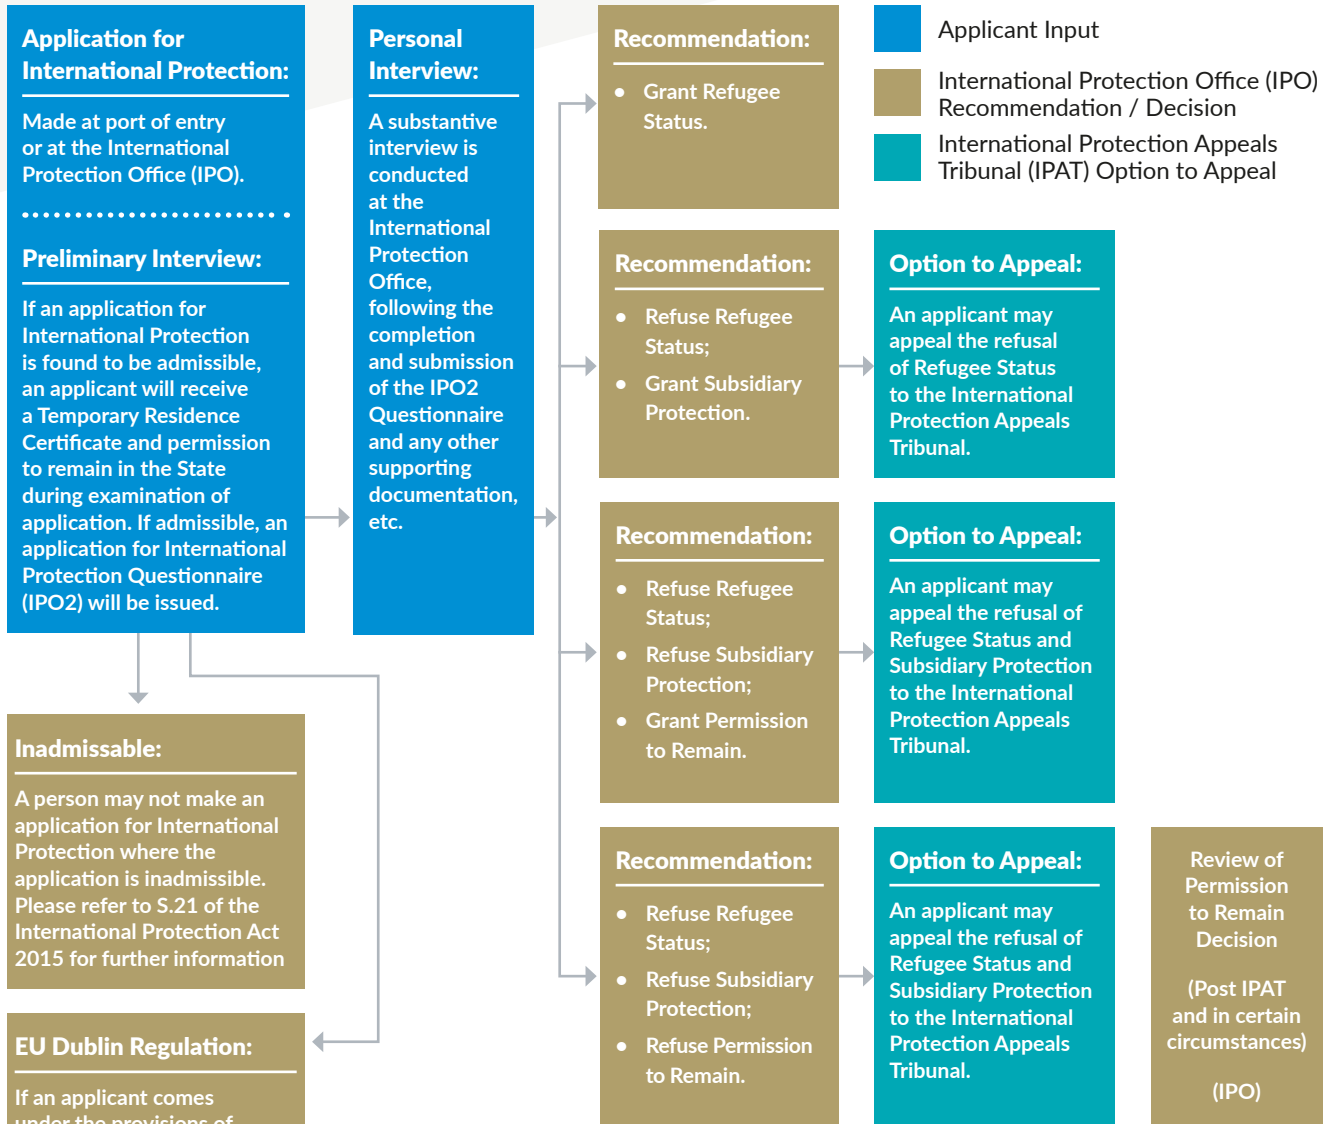 Application for
International Protection:
Made at port of entry
or at the International
Protection Office (IPO).
Preliminary Interview:
If an application for
International Protection
is found to be admissible,
an applicant will receive
a Temporary Residence
Certificate and permission
to remain in the State
during examination of
application. If admissible, an
application for International
Protection Questionnaire
(IPO2) will be issued.
Inadmissable:
A person may not make an
application for International
Protection where the
application is inadmissible.
Please refer to S.21 of the
International Protection Act
2015 for further information
EU Dublin Regulation:
If an applicant comes
under the provisions of
Personal
Interview:
A substantive
interview is
conducted
at the
International
Protection
Office,
following the
completion
and submission
of the IPO2
Questionnaire
and any other
supporting
documentation,
etc.
Recommendation:
• Grant Refugee
Status.
Recommendation:
• Refuse Refugee
Status;
• Grant Subsidiary
Protection.
Option to Appeal:
An applicant may
appeal the refusal
of Refugee Status
to the International
Protection Appeals
Tribunal.
Recommendation:
• Refuse Refugee
Status;
• Refuse Subsidiary
Protection;
• Grant Permission
to Remain.
Option to Appeal:
An applicant may
appeal the refusal of
Refugee Status and
Subsidiary Protection
to the International
Protection Appeals
Tribunal.
Recommendation:
• Refuse Refugee
Status;
• Refuse Subsidiary
Protection;
• Refuse Permission
to Remain.
Option to Appeal:
An applicant may
appeal the refusal of
Refugee Status and
Subsidiary Protection
to the International
Protection Appeals
Tribunal.
Review of
Permission
to Remain
Decision
(Post IPAT
and in certain
circumstances)
(IPO)
Applicant Input
International Protection Office (IPO)
Recommendation / Decision
International Protection Appeals
Tribunal (IPAT) Option to Appeal